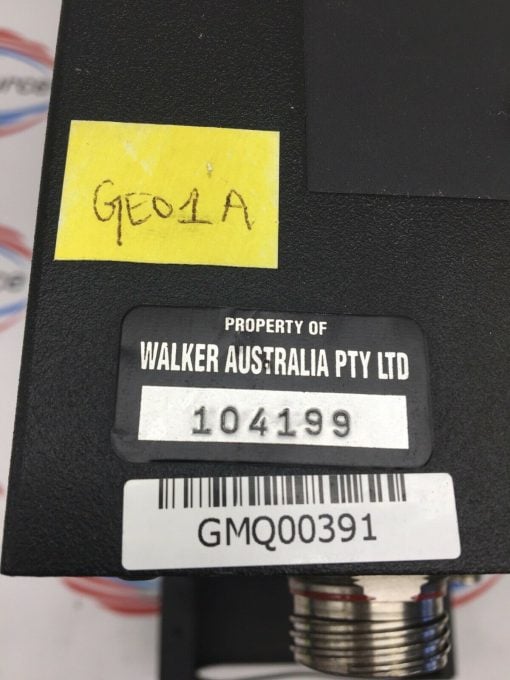 GE01A
PROPERTY OF
WALKER AUSTRALIA PTY LTD
104199
GMQ00391